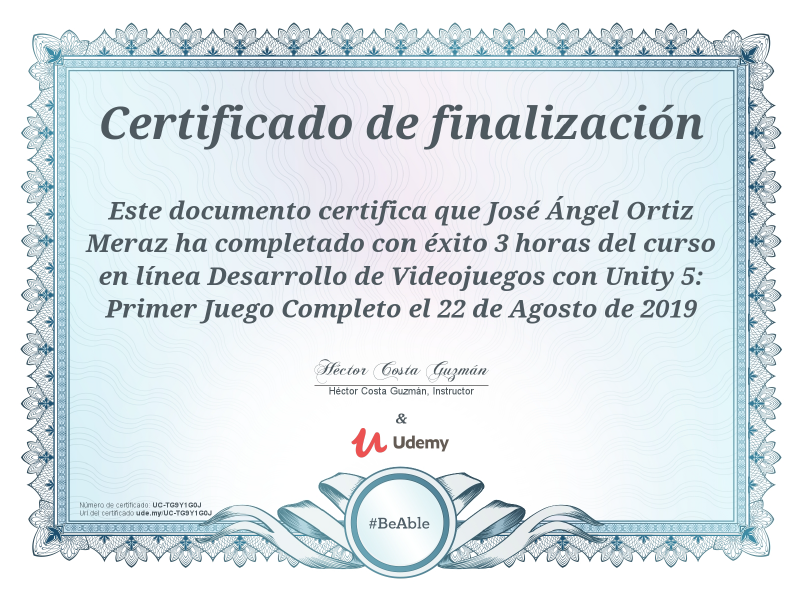 Certificado de finalización
Este documento certifica que José Ángel Ortiz
Meraz ha completado con éxito 3 horas del curso
en línea Desarrollo de Videojuegos con Unity 5:
Primer Juego Completo el 22 de Agosto de 2019
Héctor Costa Guzmán
Héctor Costa Guzmán, Instructor
&
Udemy
Número de certificado: UC-TG9Y1G0J
Url del certificado ude.my/UC-TG9Y1G0J
#BeAble